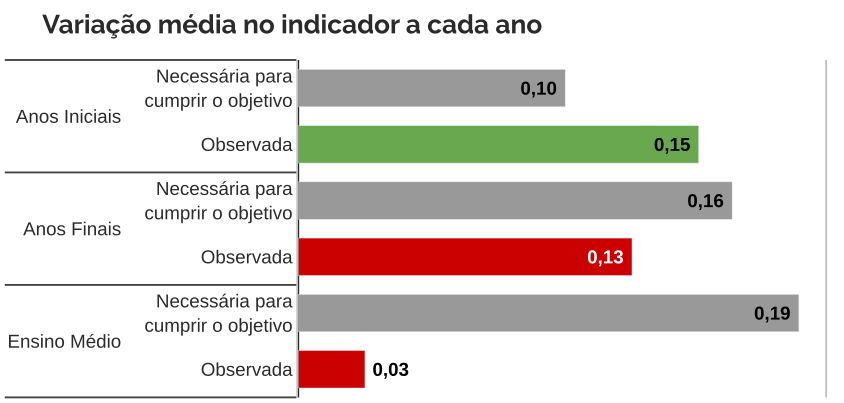 Variação média no indicador a cada ano
Anos Iniciais
Necessária para
cumprir o objetivo
0,10
Observada
0,15
Anos Finais
Necessária para
cumprir o objetivo
0,16
Observada
0,13
Ensino Médio
Necessária para
cumprir o objetivo
0,19
Observada
0,03